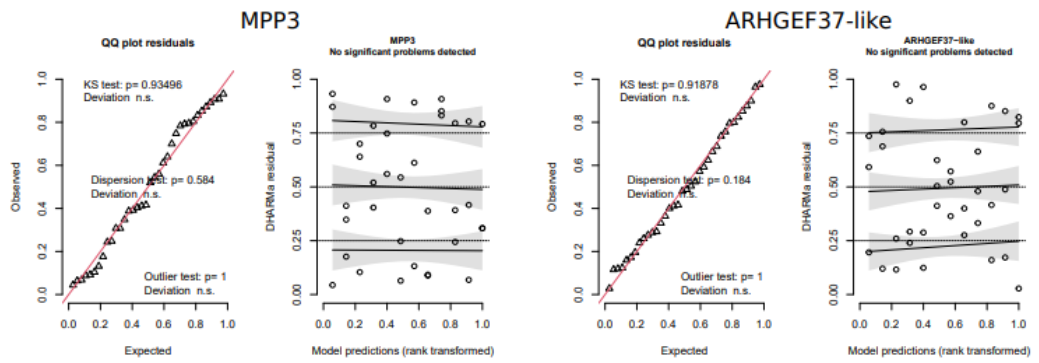 MPP3
QQ plot residuals
KS test: p= 0.93496
Deviation n.s.
Dispersion test: p= 0.584
Deviation n.s.
Outlier test: p= 1
Deviation n.s.
Observed
0.0 0.2 0.4 0.6 0.8 1.0
0.0 0.2 0.4 0.6 0.8 1.0
Expected
MPP3
No significant problems detected
DHARMa residual
0.00 0.25 0.50 0.75 1.00
0.0 0.2 0.4 0.6 0.8 1.0
Model predictions (rank transformed)
ARHGEF37-like
QQ plot residuals
KS test: p= 0.91878
Deviation n.s.
Dispersion test: p= 0.184
Deviation n.s.
Outlier test: p= 1
Deviation n.s.
Observed
0.0 0.2 0.4 0.6 0.8 1.0
0.0 0.2 0.4 0.6 0.8 1.0
Expected
ARHGEF37−like
No significant problems detected
DHARMa residual
0.00 0.25 0.50 0.75 1.00
0.0 0.2 0.4 0.6 0.8 1.0
Model predictions (rank transformed)